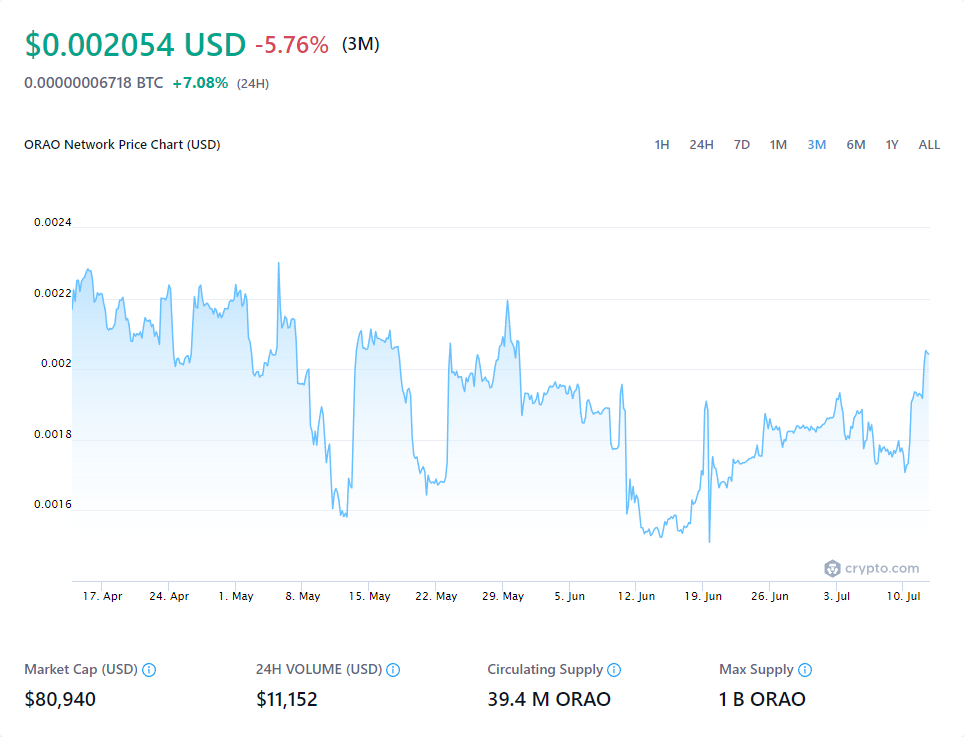 $0.002054 USD -5.76% (3M)
0.00000006718 BTC +7.08% (24H)
ORAO Network Price Chart (USD) 1H 24H 7D 1M 3M 6M 1Y ALL
0.0024
0.0022
0.002
0.0018
0.0016
crypto.com
17. Apr 24. Apr 1. May 8. May 15. May 22. May 29. May 5. Jun 12. Jun 19. Jun 26. Jun 3. Jul 10. Jul
Market Cap (USD) 24H VOLUME (USD) Circulating Supply Max Supply
$80,940 $11,152 39.4 M ORAO 1 B ORAO